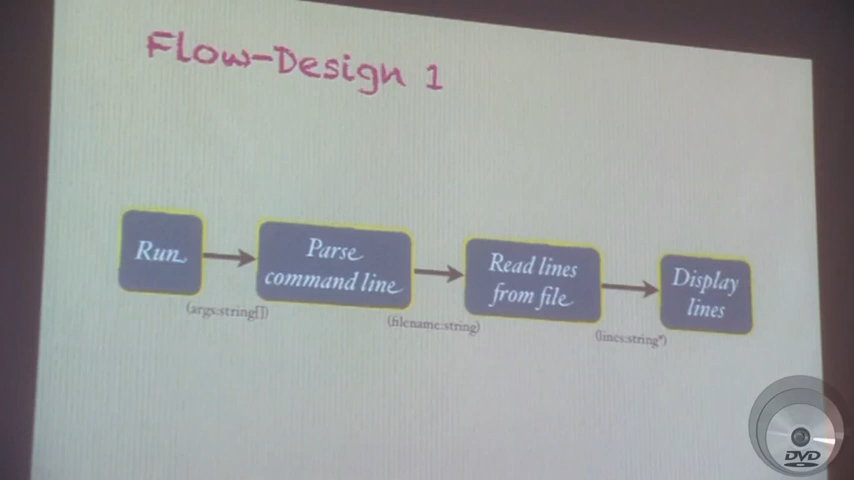 Flow-Design 1
Run
Parse
command line
Read lines
from file
Display
lines
(args:string[])
(filename:string)
(lines:string*)
DVD